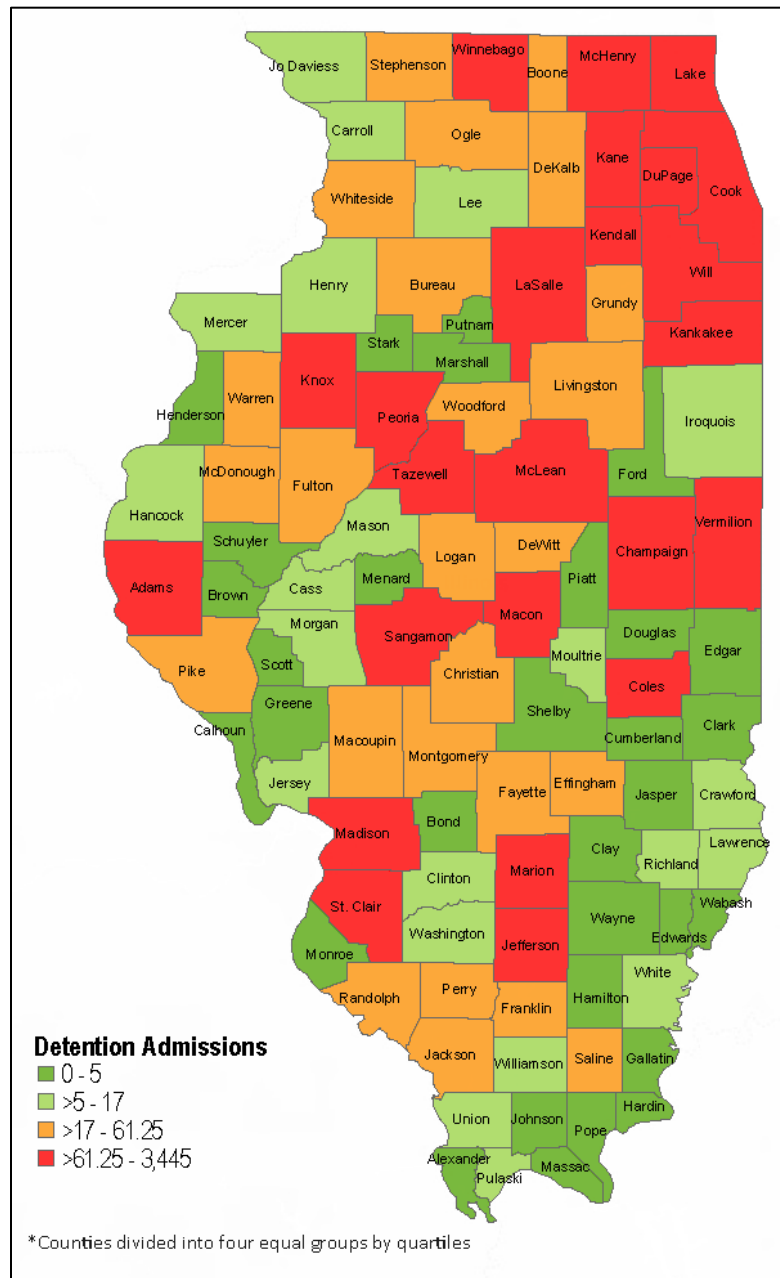 Jo Daviess
Stephenson
Winnebago
Boone
McHenry
Lake
Carroll
Ogle
DeKalb
Kane
DuPage
Cook
Whiteside
Lee
Kendall
Will
Henry
Bureau
LaSalle
Grundy
Kankakee
Mercer
Putnam
Stark
Marshall
Knox
Peoria
Livingston
Henderson
Warren
Woodford
Iroquois
McDonough
Fulton
Tazewell
McLean
Ford
Hancock
Mason
Schuyler
Logan
DeWitt
Champaign
Vermilion
Adams
Brown
Cass
Menard
Piatt
Morgan
Sangamon
Macon
Douglas
Edgar
Pike
Scott
Christian
Moultrie
Coles
Greene
Shelby
Calhoun
Macoupin
Montgomery
Cumberland
Clark
Jersey
Fayette
Effingham
Jasper
Crawford
Madison
Bond
Clay
Richland
Lawrence
Marion
Clinton
St. Clair
Wayne
Wabash
Washington
Edwards
Monroe
Jefferson
White
Randolph
Perry
Franklin
Hamilton
Jackson
Williamson
Saline
Gallatin
Union
Johnson
Pope
Hardin
Alexander
Pulaski
Massac
Detention Admissions
0 - 5
>5 - 17
>17 - 61.25
>61.25 - 3,445
*Counties divided into four equal groups by quartiles